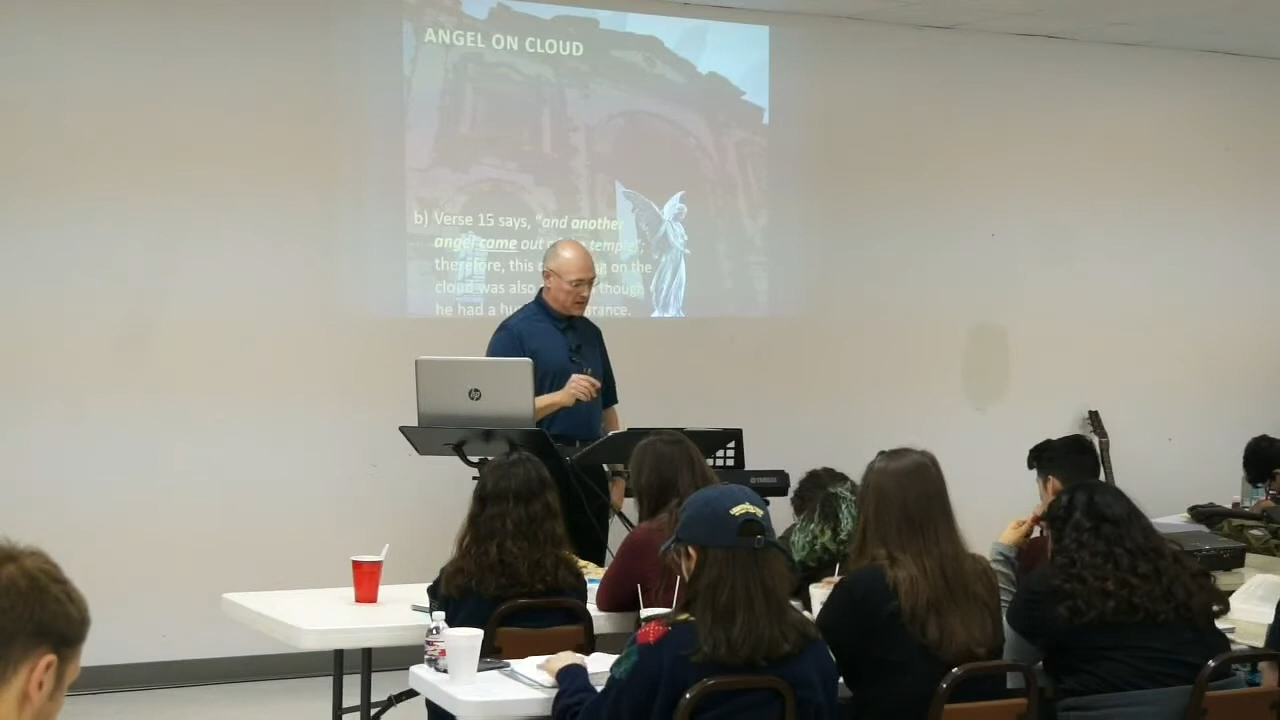 ANGEL ON CLOUD
b) Verse 15 says, "and another
angel came out
temple";
therefore, this on the
cloud was also though
he had a
hp
YAMAHA